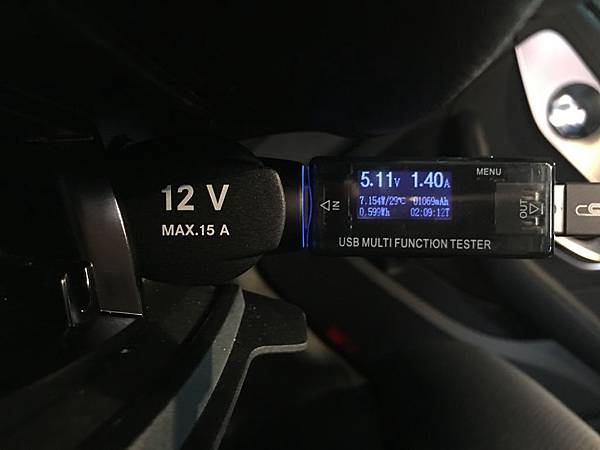 12 V
MAX.15 A
IN
5.11V 1.40A
7.154W/29℃ 01069mAh
0.599Wh 02:09:12T
MENU
OUT
USB MULTI FUNCTION TESTER